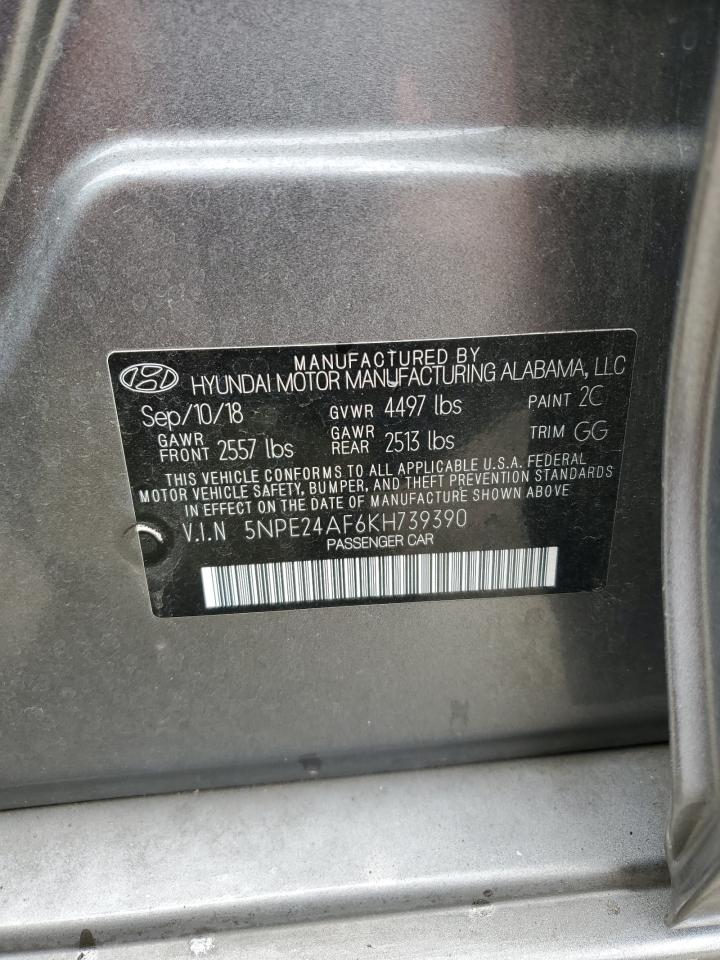 MANUFACTURED BY
HYUNDAI MOTOR MANUFACTURING ALABAMA, LLC
Sep/10/18 GVWR 4497 lbs PAINT 2C
GAWR FRONT 2557 lbs GAWR REAR 2513 lbs TRIM GG
THIS VEHICLE CONFORMS TO ALL APPLICABLE U.S.A. FEDERAL
MOTOR VEHICLE SAFETY, BUMPER, AND THEFT PREVENTION STANDARDS
IN EFFECT ON THE DATE OF MANUFACTURE SHOWN ABOVE
V.I.N 5NPE24AF6KH739390
PASSENGER CAR